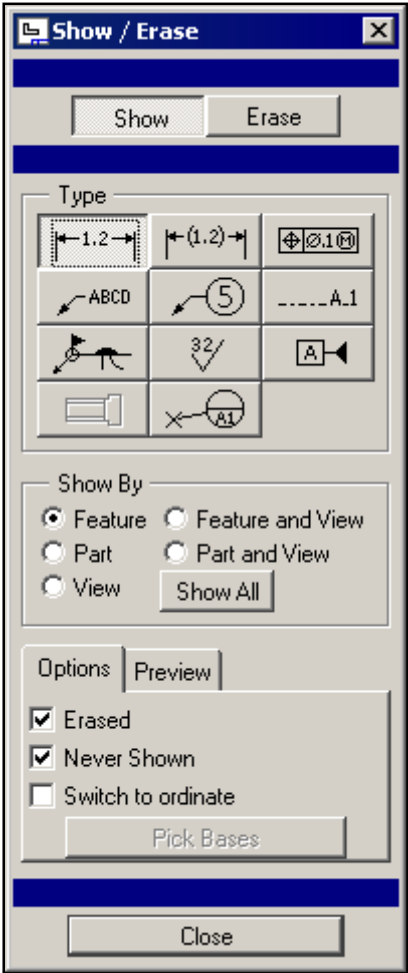 Show / Erase
Show Erase
Type
1.2 (1.2) ⌖ ⌀.1 Ⓜ
ABCD 5 A_1
32 A
A1
Show By
Feature Feature and View
Part Part and View
View Show All
Options Preview
Erased
Never Shown
Switch to ordinate
Pick Bases
Close